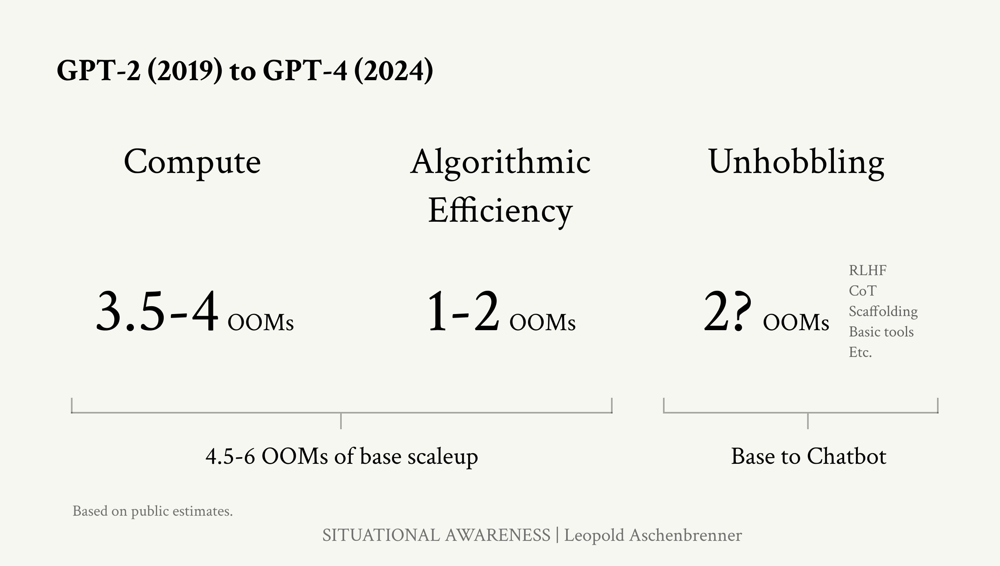 GPT-2 (2019) to GPT-4 (2024)
Compute
Algorithmic
Efficiency
Unhobbling
3.5-4 OOMs
1-2 OOMs
2? OOMs
RLHF
CoT
Scaffolding
Basic tools
Etc.
4.5-6 OOMs of base scaleup
Base to Chatbot
Based on public estimates.
SITUATIONAL AWARENESS | Leopold Aschenbrenner